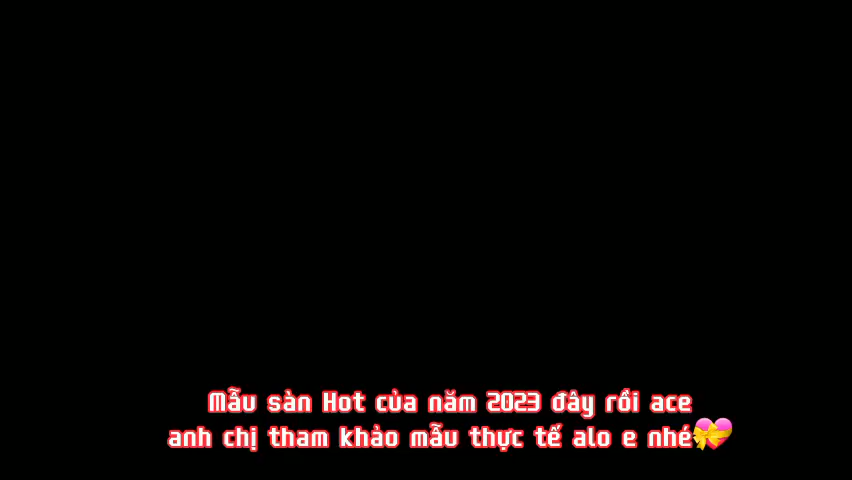 Mẫu sàn Hot của năm 2023 đây rồi ace
anh chị tham khảo mẫu thực tế alo e nhé💝